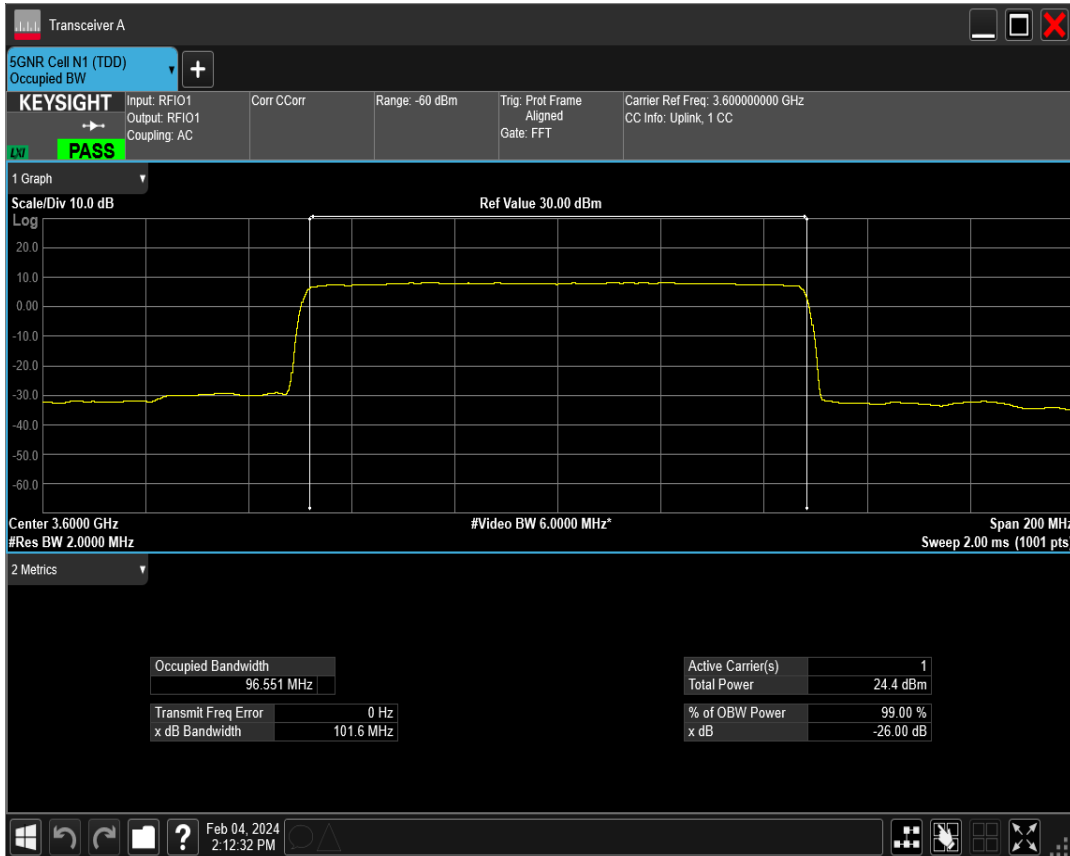 Transceiver A
5GNR Cell N1 (TDD)
Occupied BW
+
KEYSIGHT
LXI
PASS
Input: RFIO1
Output: RFIO1
Coupling: AC
Corr CCorr
Range: -60 dBm
Trig: Prot Frame
Aligned
Gate: FFT
Carrier Ref Freq: 3.600000000 GHz
CC Info: Uplink, 1 CC
1 Graph
Scale/Div 10.0 dB
Ref Value 30.00 dBm
Log
20.0
10.0
0.00
-10.0
-20.0
-30.0
-40.0
-50.0
-60.0
Center 3.6000 GHz
#Video BW 6.0000 MHz*
Span 200 MHz
#Res BW 2.0000 MHz
Sweep 2.00 ms (1001 pts)
2 Metrics
Occupied Bandwidth
96.551 MHz
Transmit Freq Error 0 Hz
x dB Bandwidth 101.6 MHz
Active Carrier(s) 1
Total Power 24.4 dBm
% of OBW Power 99.00 %
x dB -26.00 dB
?
Feb 04, 2024
2:12:32 PM